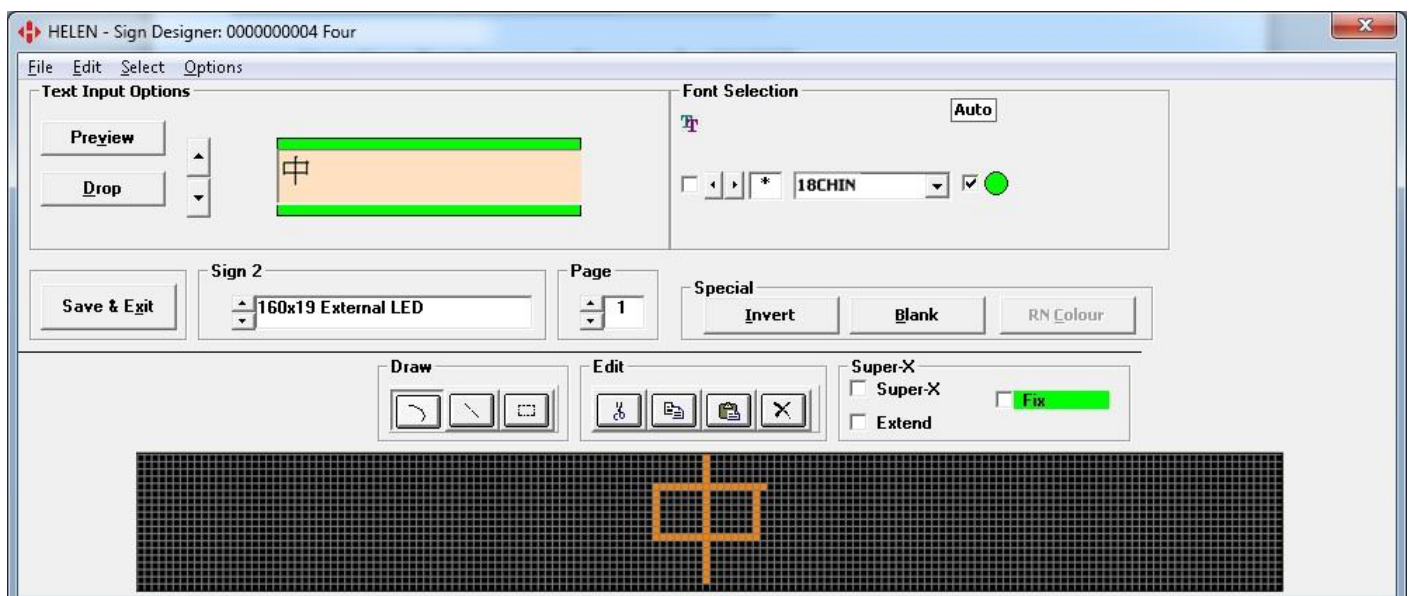 HELEN - Sign Designer: 0000000004 Four
File Edit Select Options
Text Input Options
Font Selection
Auto
Preview
Drop
中
* 18CHIN
Save & Exit
Sign 2
160x19 External LED
Page
1
Special
Invert Blank RN Colour
Draw
Edit
Super-X
Super-X
Fix
Extend
中